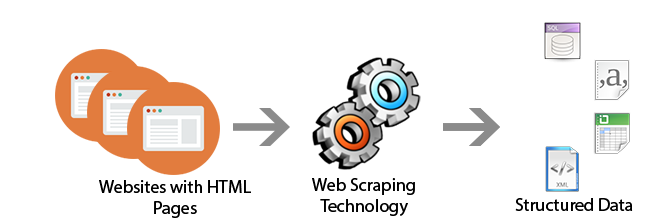 SQL
,a,
</>
XML
Websites with HTML
Pages
Web Scraping
Technology
Structured Data